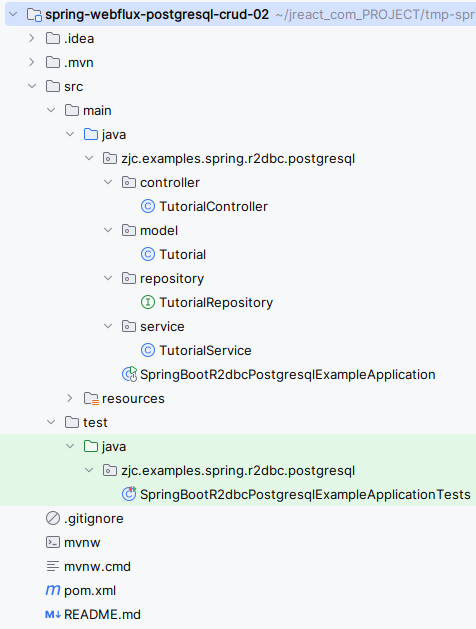 spring-webflux-postgresql-crud-02 ~/jreact_com_PROJECT/tmp-spr
.idea
.mvn
src
main
java
zjc.examples.spring.r2dbc.postgresql
controller
C TutorialController
model
C Tutorial
repository
I TutorialRepository
service
C TutorialService
C SpringBootR2dbcPostgresqlExampleApplication
resources
test
java
zjc.examples.spring.r2dbc.postgresql
C SpringBootR2dbcPostgresqlExampleApplicationTests
.gitignore
mvnw
mvnw.cmd
m pom.xml
M↓ README.md